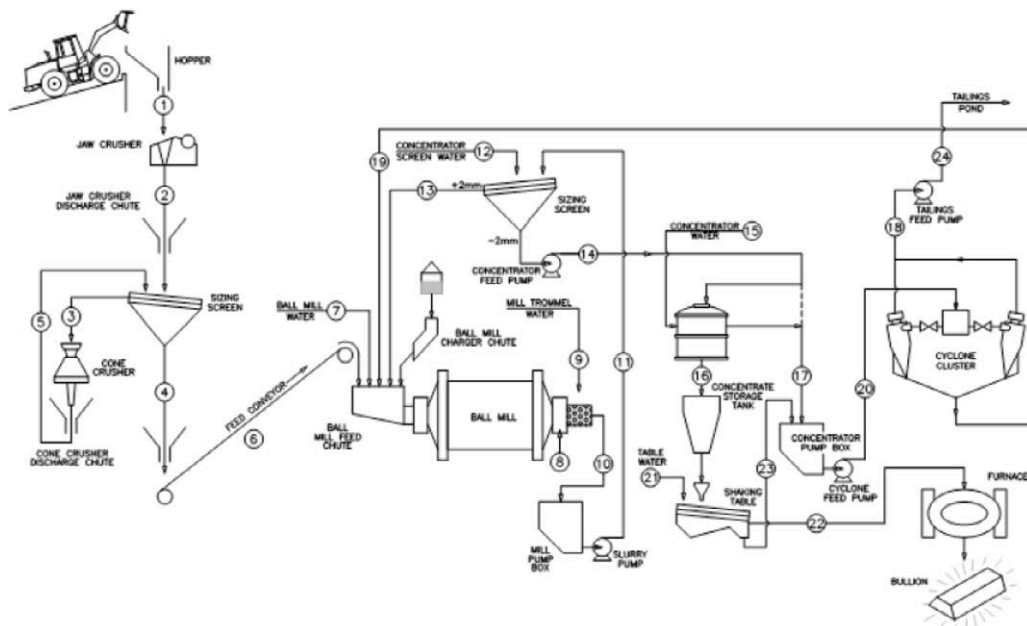 HOPPER
1
JAW CRUSHER
2
JAW CRUSHER
DISCHARGE CHUTE
SIZING
SCREEN
5
3
CONE
CRUSHER
4
CONE CRUSHER
DISCHARGE CHUTE
FEED CONVEYOR
6
BALL MILL
WATER
7
19
CONCENTRATOR
SCREEN WATER
12
13
+2mm
SIZING
SCREEN
-2mm
CONCENTRATOR
FEED PUMP
14
BALL MILL
CHARGER CHUTE
MILL TROMMEL
WATER
9
11
BALL
MILL FEED
CHUTE
BALL MILL
8
10
MILL
PUMP
BOX
SLURRY
PUMP
CONCENTRATOR
WATER
15
16
CONCENTRATE
STORAGE
TANK
17
TABLE
WATER
21
SHAKING
TABLE
23
CONCENTRATOR
PUMP BOX
CYCLONE
FEED PUMP
20
22
TAILINGS
POND
24
TAILINGS
FEED PUMP
18
CYCLONE
CLUSTER
FURNACE
BULLION